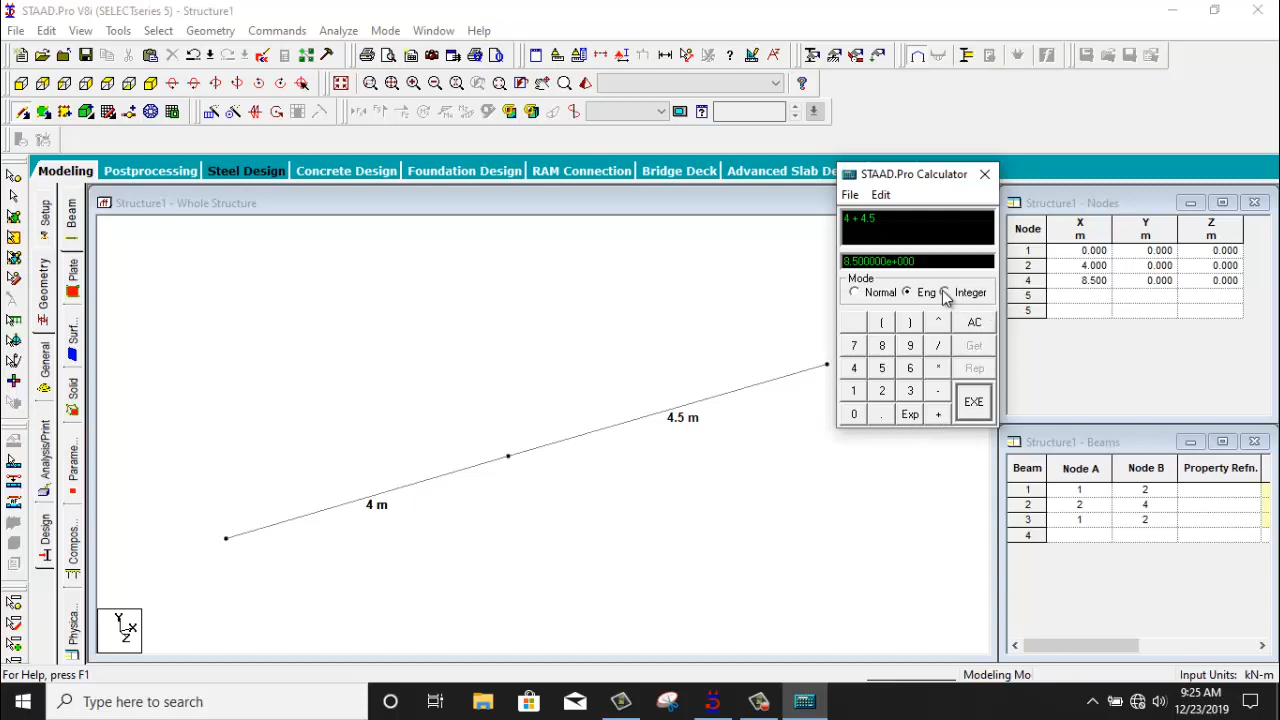 STAAD.Pro V8i (SELECTseries 5) - Structure1
File Edit View Tools Select Geometry Commands Analyze Mode Window Help
Modeling Postprocessing Steel Design Concrete Design Foundation Design RAM Connection Bridge Deck Advanced Slab De
Setup
Geometry
General
Analysis/Print
Design
Beam
Plate
Surf...
Solid
Parame...
Compos...
Physica...
Structure1 - Whole Structure
4 m
4.5 m
Y
X
Z
STAAD.Pro Calculator
File Edit
4 + 4.5
8.500000e+000
Mode
Normal Eng Integer
( ) ^ AC
7 8 9 / Get
4 5 6 * Rep
1 2 3 - EXE
0 . Exp +
Structure1 - Nodes
Node X Y Z
m m m
1 0.000 0.000 0.000
2 4.000 0.000 0.000
4 8.500 0.000 0.000
5
5
Structure1 - Beams
Beam Node A Node B Property Refn.
1 1 2
2 2 4
3 1 2
4
For Help, press F1
Modeling Mo
Input Units: kN-m
Type here to search
9:25 AM
12/23/2019